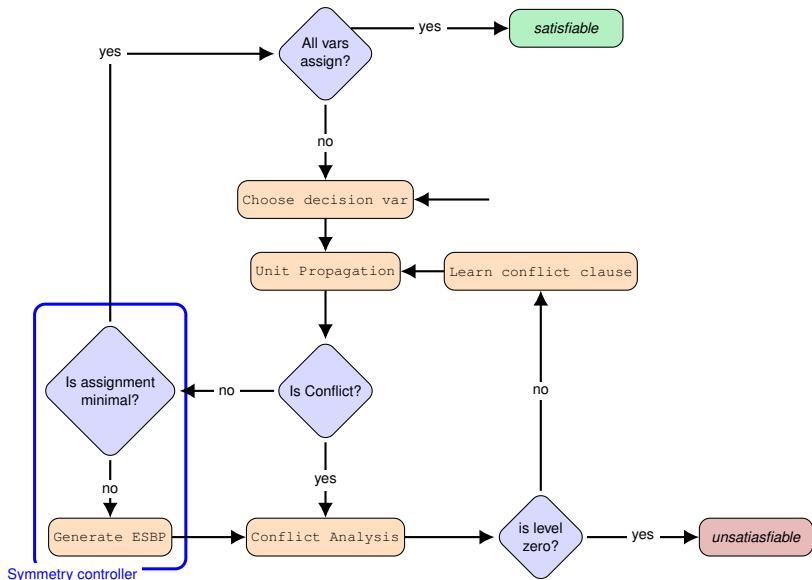 yes
All vars
assign?
yes
satisfiable
no
Choose decision var
Unit Propagation
Learn conflict clause
Is assignment
minimal?
no
Is Conflict?
no
no
yes
Generate ESBP
Conflict Analysis
is level
zero?
yes
unsatiasfiable
Symmetry controller